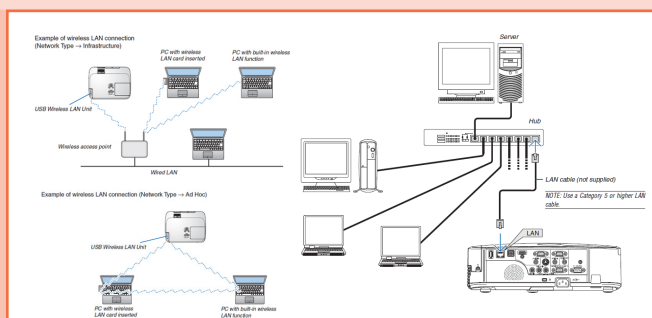 Example of wireless LAN connection
(Network Type → Infrastructure)
PC with wireless
LAN card inserted
PC with built-in wireless
LAN function
USB Wireless LAN Unit
Wireless access point
Wired LAN
Example of wireless LAN connection (Network Type → Ad Hoc)
USB Wireless LAN Unit
PC with wireless
LAN card inserted
PC with built-in wireless
LAN function
Server
Hub
LAN cable (not supplied)
NOTE: Use a Category 5 or higher LAN
cable.
LAN